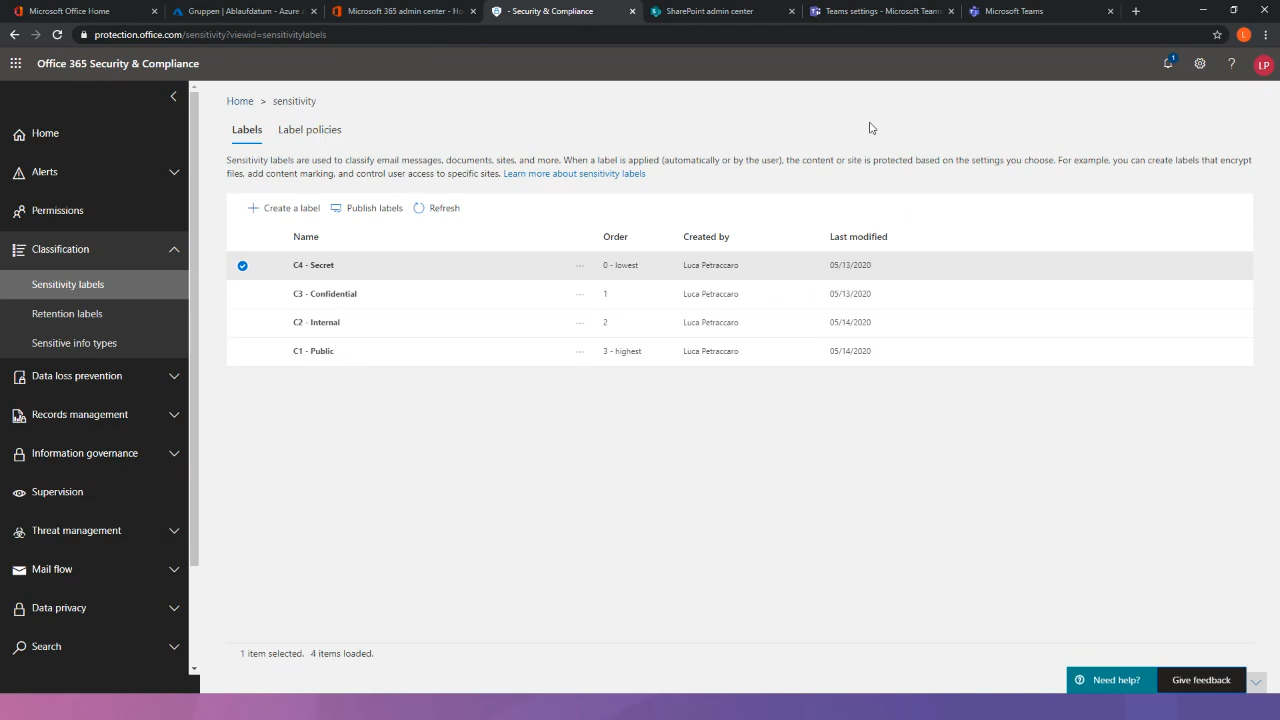 Microsoft Office Home
Gruppen | Ablaufdatum - Azure A
Microsoft 365 admin center - Ho
- Security & Compliance
SharePoint admin center
Teams settings - Microsoft Teams
Microsoft Teams
protection.office.com/sensitivity?viewid=sensitivitylabels
L
Office 365 Security & Compliance
1
?
LP
Home > sensitivity
Home
Labels Label policies
Sensitivity labels are used to classify email messages, documents, sites, and more. When a label is applied (automatically or by the user), the content or site is protected based on the settings you choose. For example, you can create labels that encrypt
files, add content marking, and control user access to specific sites. Learn more about sensitivity labels
Alerts
Permissions
Classification
Sensitivity labels
Retention labels
Sensitive info types
Data loss prevention
Records management
Information governance
Supervision
Threat management
Mail flow
Data privacy
Search
Create a label Publish labels Refresh
Name Order Created by Last modified
C4 - Secret ··· 0 - lowest Luca Petraccaro 05/13/2020
C3 - Confidential ··· 1 Luca Petraccaro 05/13/2020
C2 - Internal ··· 2 Luca Petraccaro 05/14/2020
C1 - Public ··· 3 - highest Luca Petraccaro 05/14/2020
1 item selected. 4 items loaded.
Need help? Give feedback